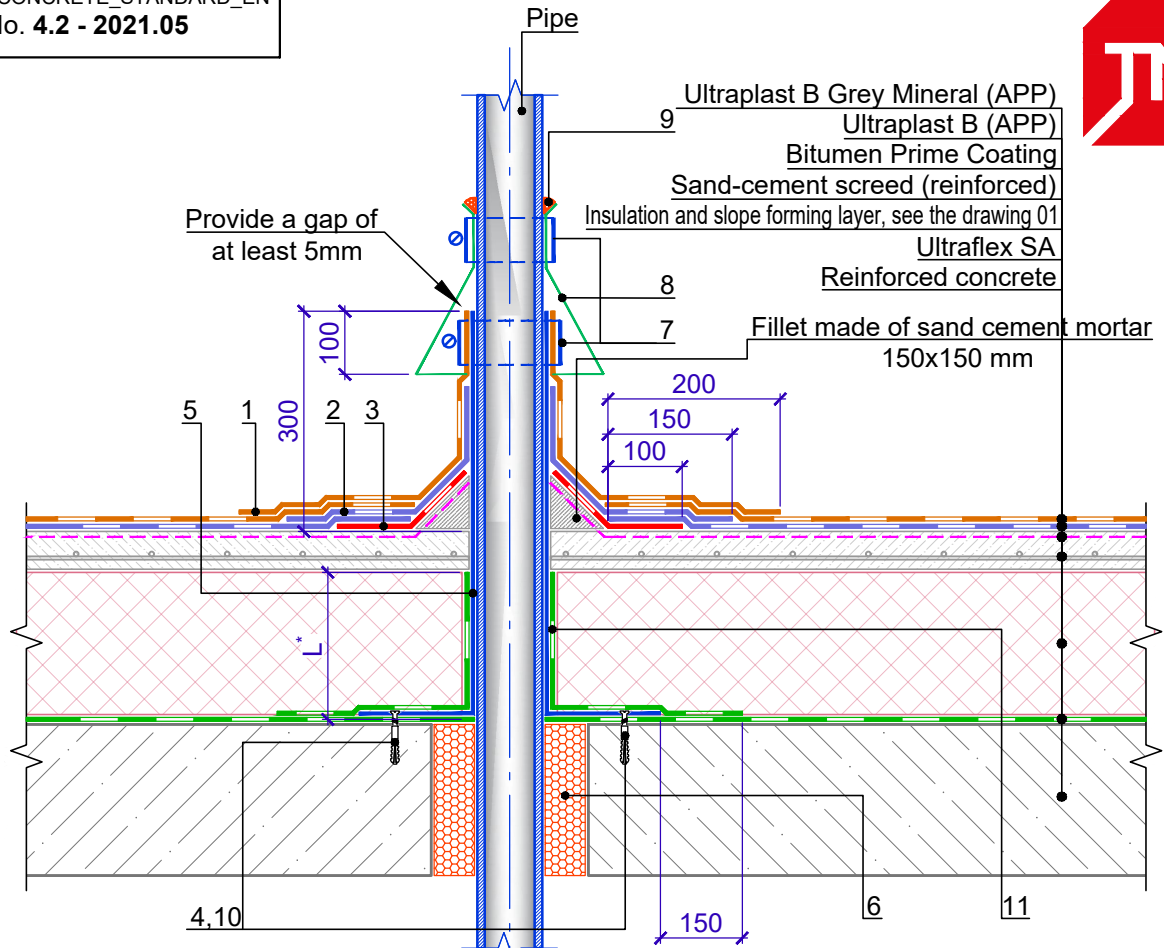 CONCRETE_STANDARD_EN
No. 4.2 - 2021.05
Pipe
TN
Ultraplast B Grey Mineral (APP)
9
Ultraplast B (APP)
Bitumen Prime Coating
Sand-cement screed (reinforced)
Insulation and slope forming layer, see the drawing 01
Ultraflex SA
Reinforced concrete
Provide a gap of
at least 5mm
8
7
Fillet made of sand cement mortar
150x150 mm
100
300
200
150
100
5
1
2
3
L*
4,10
150
6
11